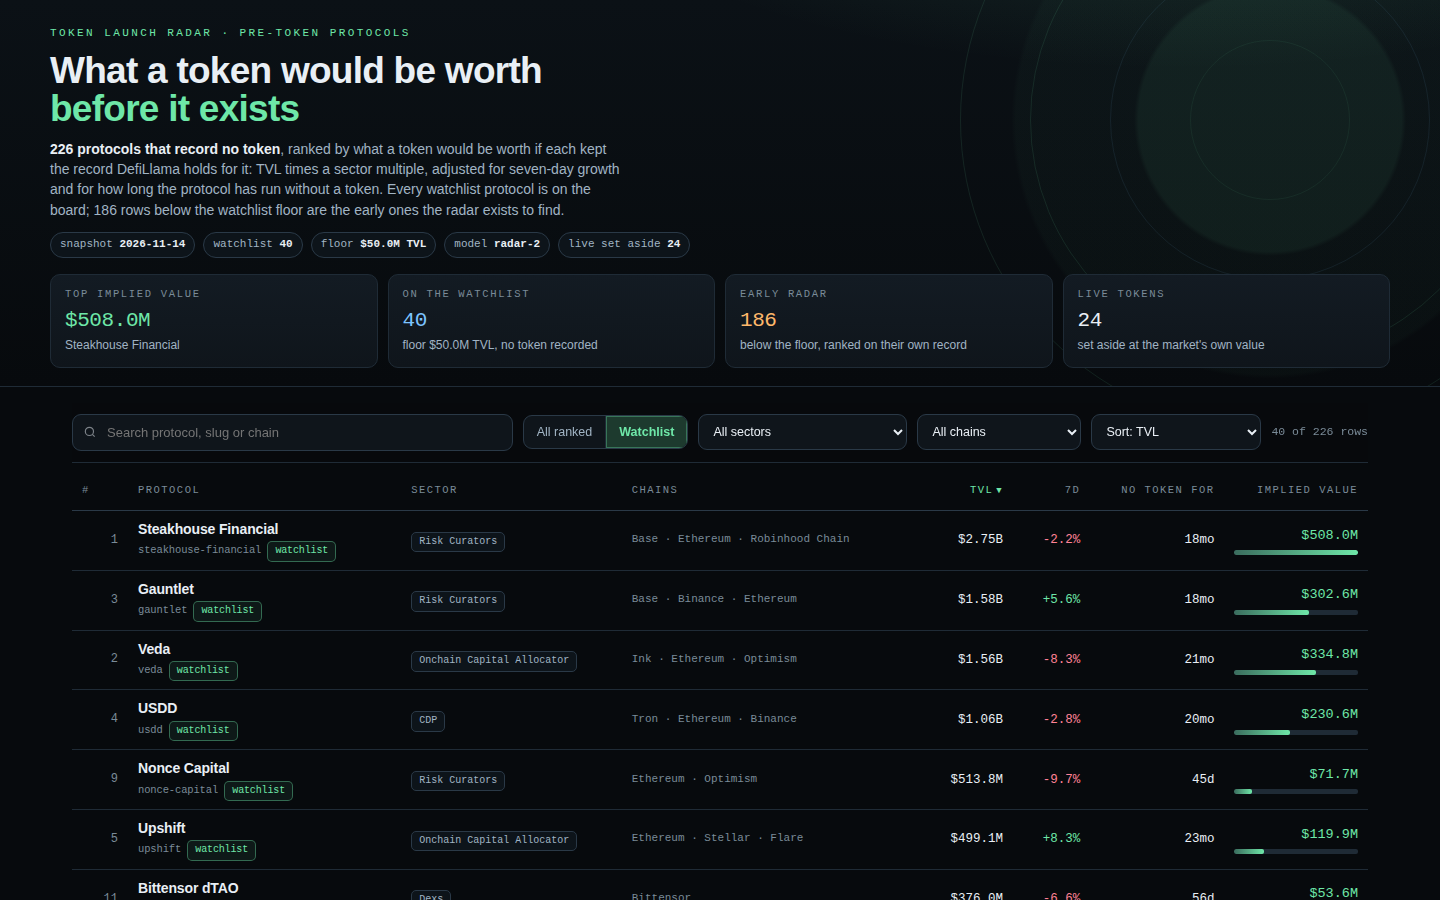 TOKEN LAUNCH RADAR · PRE-TOKEN PROTOCOLS
What a token would be worth
before it exists
226 protocols that record no token, ranked by what a token would be worth if each kept
the record DefiLlama holds for it: TVL times a sector multiple, adjusted for seven-day growth
and for how long the protocol has run without a token. Every watchlist protocol is on the
board; 186 rows below the watchlist floor are the early ones the radar exists to find.
snapshot 2026-11-14 watchlist 40 floor $50.0M TVL model radar-2 live set aside 24
TOP IMPLIED VALUE ON THE WATCHLIST EARLY RADAR LIVE TOKENS
$508.0M 40 186 24
Steakhouse Financial floor $50.0M TVL, no token recorded below the floor, ranked on their own record set aside at the market's own value
Search protocol, slug or chain All ranked Watchlist All sectors All chains Sort: TVL 40 of 226 rows
# PROTOCOL SECTOR CHAINS TVL ▼ 7D NO TOKEN FOR IMPLIED VALUE
1 Steakhouse Financial steakhouse-financial watchlist Risk Curators Base · Ethereum · Robinhood Chain $2.75B -2.2% 18mo $508.0M
3 Gauntlet gauntlet watchlist Risk Curators Base · Binance · Ethereum $1.58B +5.6% 18mo $302.6M
2 Veda veda watchlist Onchain Capital Allocator Ink · Ethereum · Optimism $1.56B -8.3% 21mo $334.8M
4 USDD usdd watchlist CDP Tron · Ethereum · Binance $1.06B -2.8% 20mo $230.6M
9 Nonce Capital nonce-capital watchlist Risk Curators Ethereum · Optimism $513.8M -9.7% 45d $71.7M
5 Upshift upshift watchlist Onchain Capital Allocator Ethereum · Stellar · Flare $499.1M +8.3% 23mo $119.9M
11 Bittensor dTAO Dexs Bittensor $376.0M -6.6% 56d $53.6M